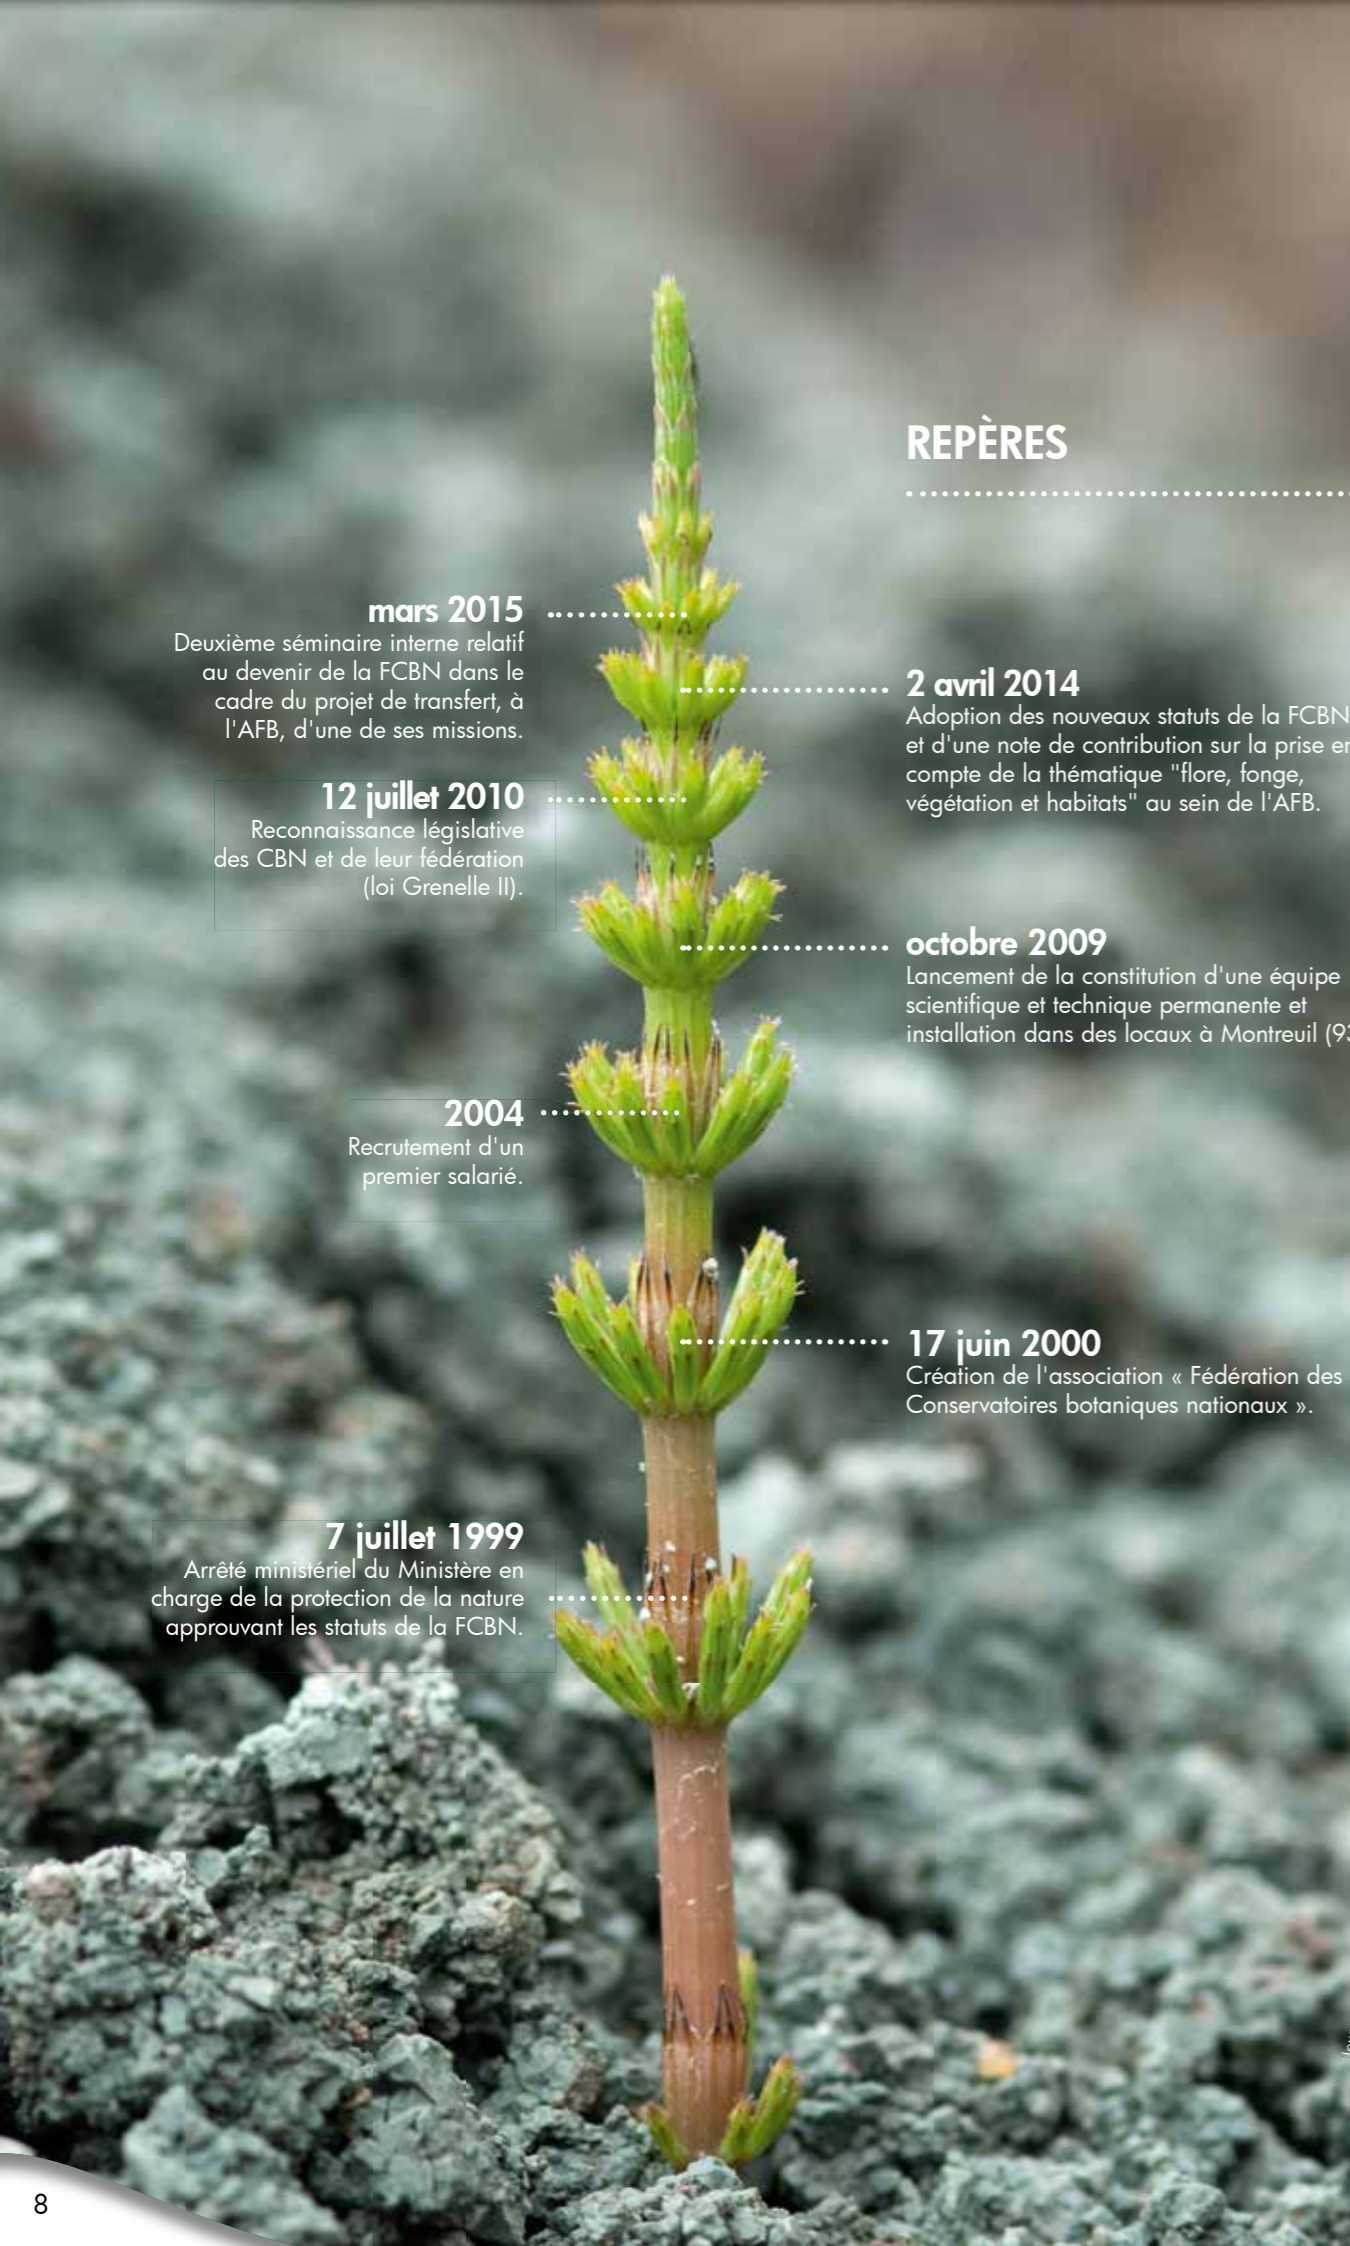 REPÈRES
mars 2015
Deuxième séminaire interne relatif
au devenir de la FCBN dans le
cadre du projet de transfert, à
l'AFB, d'une de ses missions.
2 avril 2014
Adoption des nouveaux statuts de la FCBN
et d'une note de contribution sur la prise
compte de la thématique "flore, fonge,
végétation et habitats" au sein de l'AFB.
12 juillet 2010
Reconnaissance législative
des CBN et de leur fédération
(loi Grenelle II).
octobre 2009
Lancement de la constitution d'une équipe
scientifique et technique permanente et
installation dans des locaux à Montreuil
2004
Recrutement d'un
premier salarié.
17 juin 2000
Création de l'association « Fédération des
Conservatoires botaniques nationaux ».
7 juillet 1999
Arrêté ministériel du Ministère en
charge de la protection de la nature
approuvant les statuts de la FCBN.
8